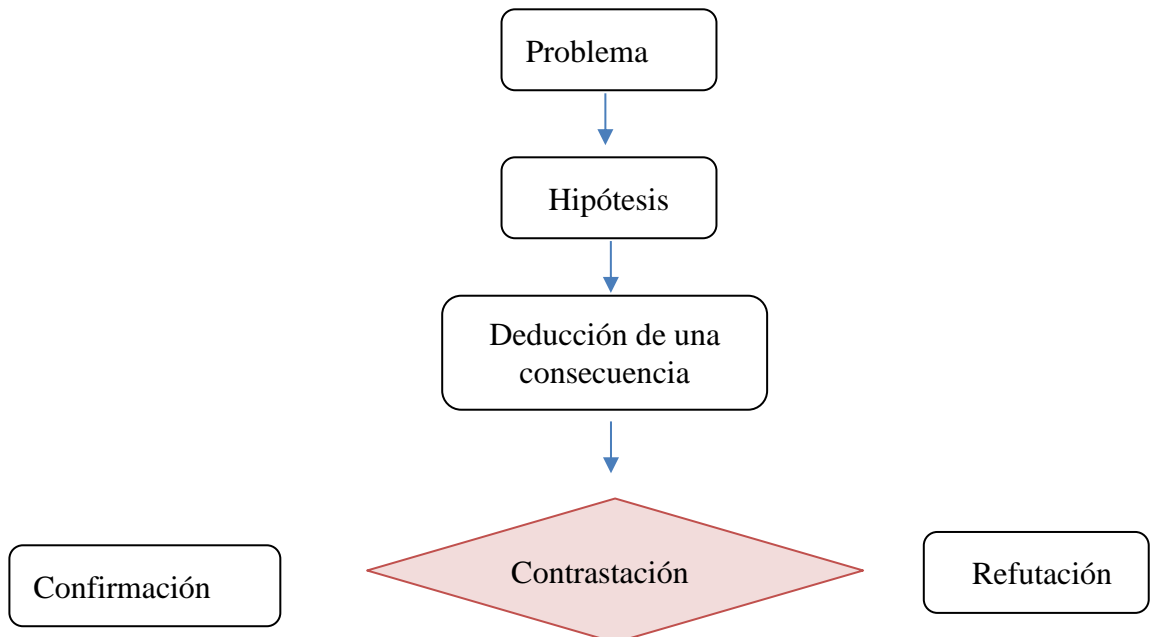 Problema
Hipótesis
Deducción de una
consecuencia
Confirmación
Contrastación
Refutación